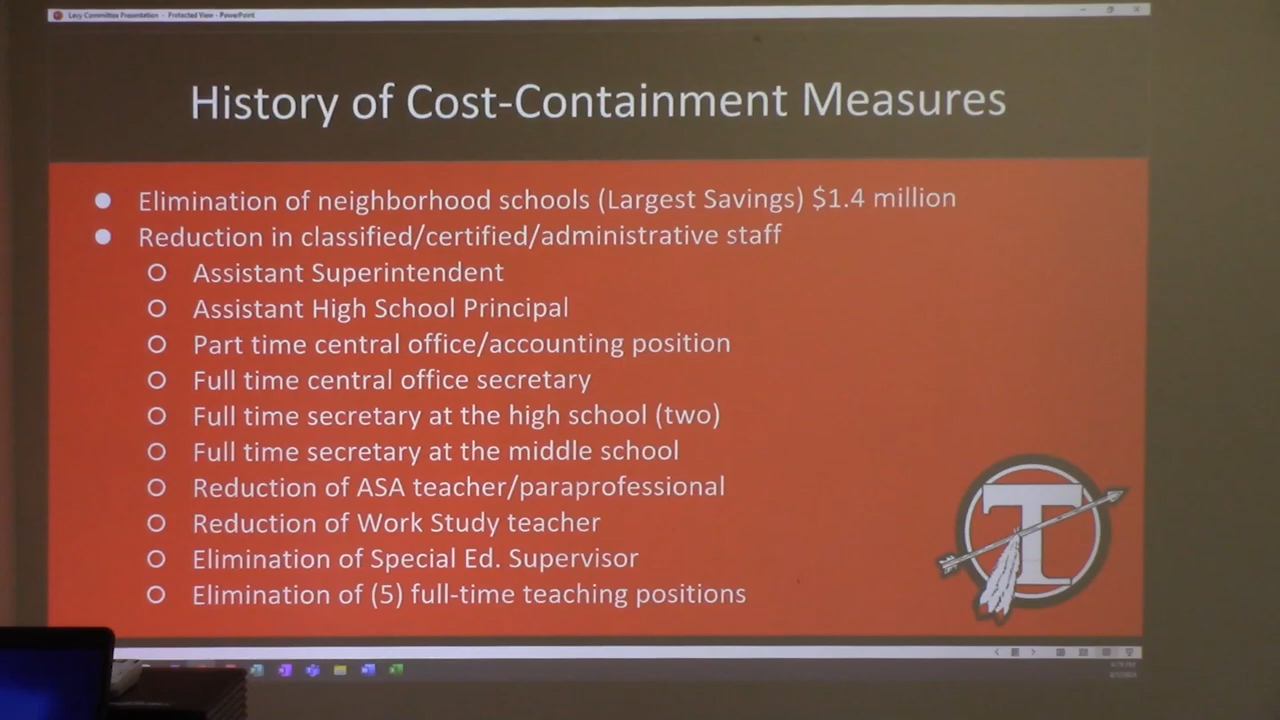 Levy Committee Presentation - Protected View - PowerPoint
History of Cost-Containment Measures
Elimination of neighborhood schools (Largest Savings) $1.4 million
Reduction in classified/certified/administrative staff
Assistant Superintendent
Assistant High School Principal
Part time central office/accounting position
Full time central office secretary
Full time secretary at the high school (two)
Full time secretary at the middle school
Reduction of ASA teacher/paraprofessional
Reduction of Work Study teacher
Elimination of Special Ed. Supervisor
Elimination of (5) full-time teaching positions
T